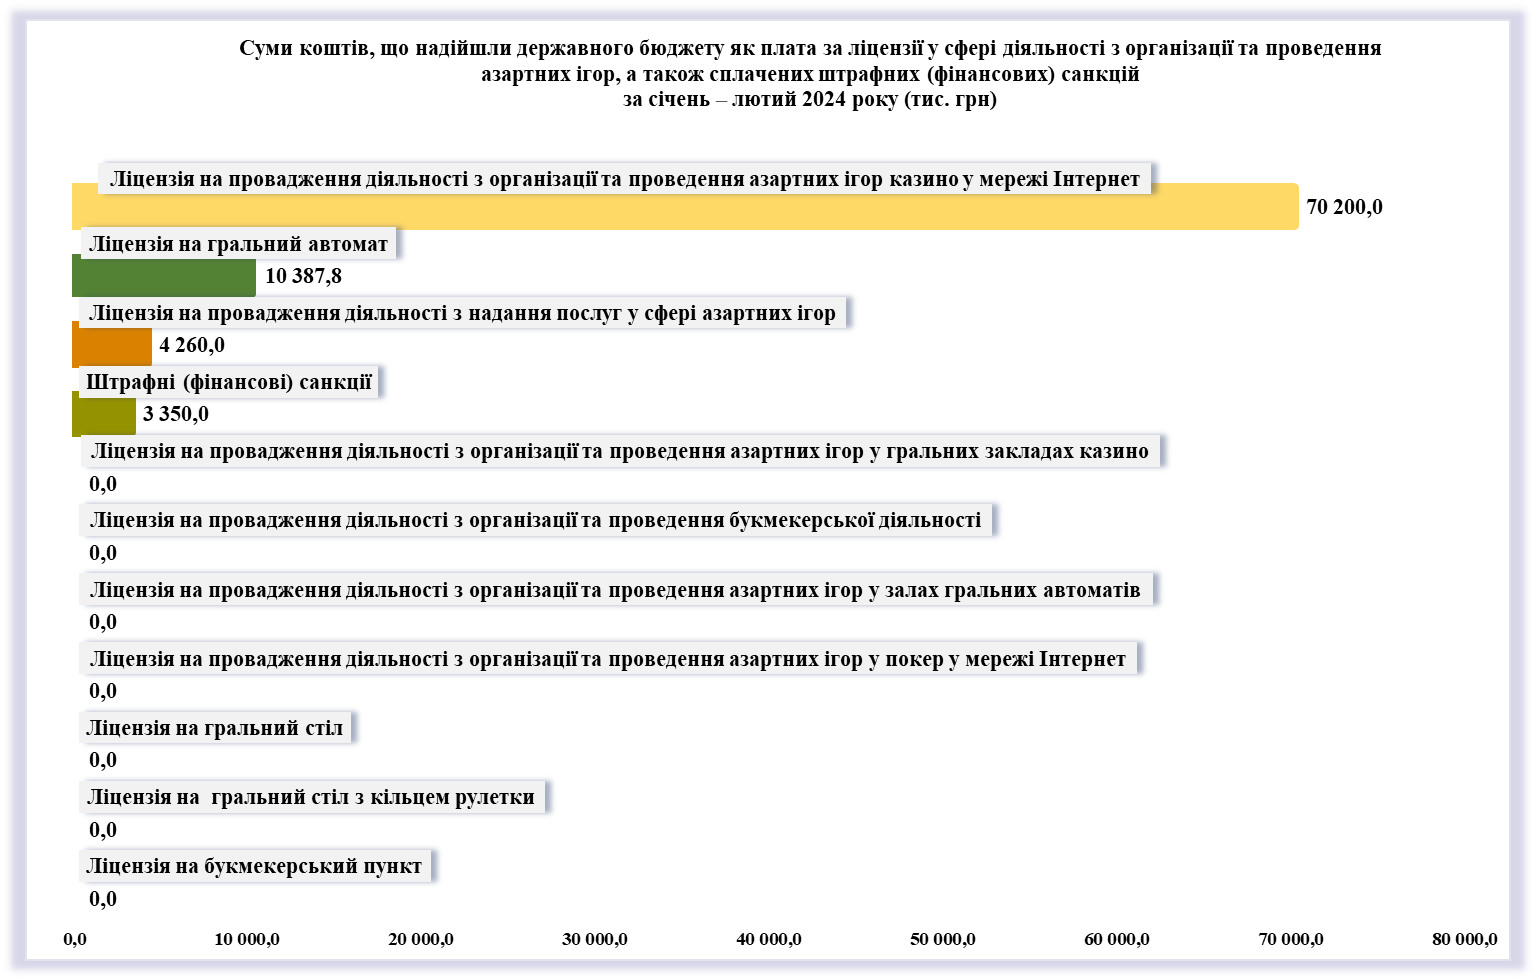 Суми коштів, що надійшли державного бюджету як плата за ліцензії у сфері діяльності з організації та проведення
азартних ігор, а також сплачених штрафних (фінансових) санкцій
за січень – лютий 2024 року (тис. грн)
Ліцензія на провадження діяльності з організації та проведення азартних ігор казино у мережі Інтернет
70 200,0
Ліцензія на гральний автомат
10 387,8
Ліцензія на провадження діяльності з надання послуг у сфері азартних ігор
4 260,0
Штрафні (фінансові) санкції
3 350,0
Ліцензія на провадження діяльності з організації та проведення азартних ігор у гральних закладах казино
0,0
Ліцензія на провадження діяльності з організації та проведення букмекерської діяльності
0,0
Ліцензія на провадження діяльності з організації та проведення азартних ігор у залах гральних автоматів
0,0
Ліцензія на провадження діяльності з організації та проведення азартних ігор у покер у мережі Інтернет
0,0
Ліцензія на гральний стіл
0,0
Ліцензія на  гральний стіл з кільцем рулетки
0,0
Ліцензія на букмекерський пункт
0,0
0,0 10 000,0 20 000,0 30 000,0 40 000,0 50 000,0 60 000,0 70 000,0 80 000,0